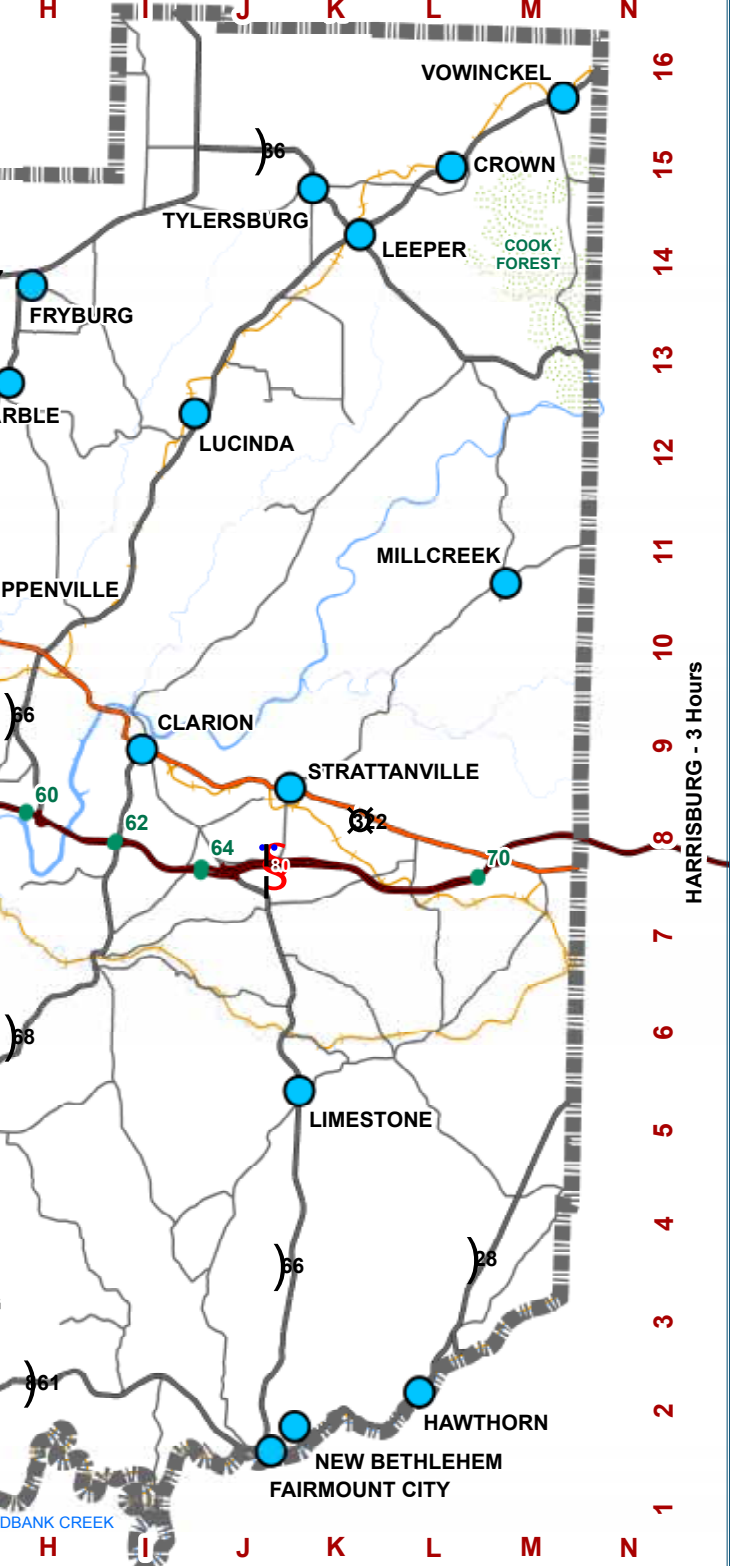 H I J K L M N
16
VOWINCKEL
36
15
CROWN
TYLERSBURG
LEEPER
COOK
FOREST
14
FRYBURG
13
RBLE
LUCINDA
12
11
MILLCREEK
PPENVILLE
10
HARRISBURG - 3 Hours
66
CLARION
9
STRATTANVILLE
60
62
322
8
64
70
80
7
68
6
LIMESTONE
5
4
66
28
3
861
2
HAWTHORN
NEW BETHLEHEM
FAIRMOUNT CITY
1
DBANK CREEK
H I J K L M N